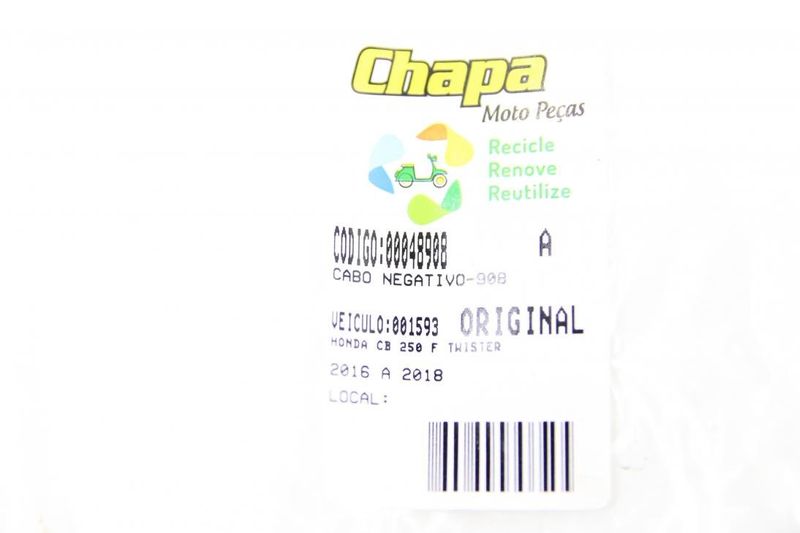 Chapa
Moto Peças
Recicle
Renove
Reutilize
CODIGO:00048908 A
CABO NEGATIVO-908
VEICULO:001593 ORIGINAL
HONDA CB 250 F TWISTER
2016 A 2018
LOCAL: